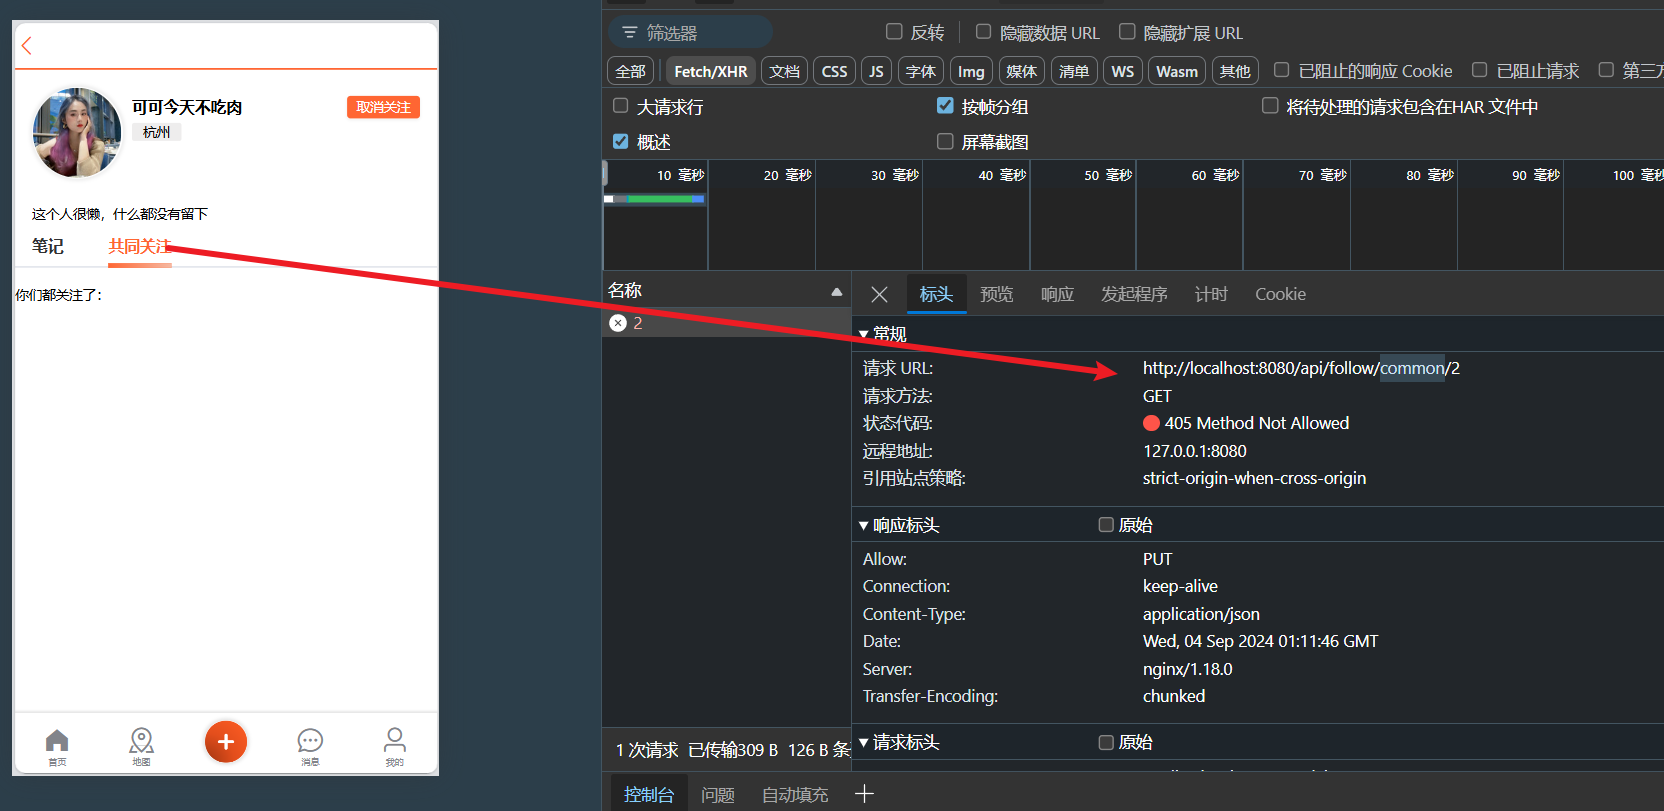 可可今天不吃肉
取消关注
杭州
这个人很懒，什么都没有留下
笔记
共同关注
你们都关注了：
首页
地图
消息
我的
筛选器
反转
隐藏数据 URL
隐藏扩展 URL
全部
Fetch/XHR
文档
CSS
JS
字体
Img
媒体
清单
WS
Wasm
其他
已阻止的响应 Cookie
已阻止请求
第三方
大请求行
按帧分组
将待处理的请求包含在HAR 文件中
概述
屏幕截图
10 毫秒
20 毫秒
30 毫秒
40 毫秒
50 毫秒
60 毫秒
70 毫秒
80 毫秒
90 毫秒
100 毫秒
名称
2
标头
预览
响应
发起程序
计时
Cookie
常规
请求 URL:
http://localhost:8080/api/follow/common/2
请求方法:
GET
状态代码:
405 Method Not Allowed
远程地址:
127.0.0.1:8080
引用站点策略:
strict-origin-when-cross-origin
响应标头
原始
Allow:
PUT
Connection:
keep-alive
Content-Type:
application/json
Date:
Wed, 04 Sep 2024 01:11:46 GMT
Server:
nginx/1.18.0
Transfer-Encoding:
chunked
请求标头
原始
1 次请求
已传输309 B
126 B 条
控制台
问题
自动填充